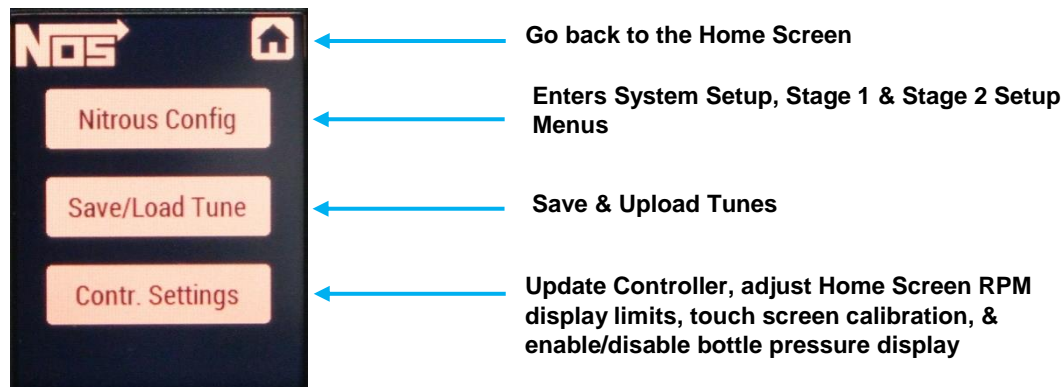 NOS
Go back to the Home Screen
Nitrous Config
Enters System Setup, Stage 1 & Stage 2 Setup
Menus
Save/Load Tune
Save & Upload Tunes
Contr. Settings
Update Controller, adjust Home Screen RPM
display limits, touch screen calibration, &
enable/disable bottle pressure display